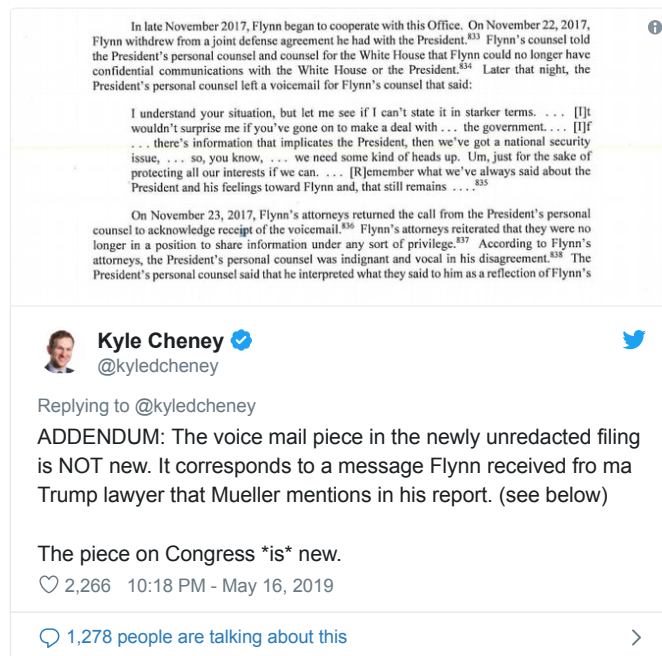 In late November 2017, Flynn began to cooperate with this Office. On November 22, 2017,
Flynn withdrew from a joint defense agreement he had with the President.833 Flynn's counsel told
the President's personal counsel and counsel for the White House that Flynn could no longer have
confidential communications with the White House or the President.834 Later that night, the
President's personal counsel left a voicemail for Flynn's counsel that said:
I understand your situation, but let me see if I can't state it in starker terms. . . . [I]t
wouldn't surprise me if you've gone on to make a deal with . . . the government. . . . [I]f
. . . there's information that implicates the President, then we've got a national security
issue, . . . so, you know, . . . we need some kind of heads up. Um, just for the sake of
protecting all our interests if we can. . . . [R]emember what we've always said about the
President and his feelings toward Flynn and, that still remains . . . .835
On November 23, 2017, Flynn's attorneys returned the call from the President's personal
counsel to acknowledge receipt of the voicemail.836 Flynn's attorneys reiterated that they were no
longer in a position to share information under any sort of privilege.837 According to Flynn's
attorneys, the President's personal counsel was indignant and vocal in his disagreement.838 The
President's personal counsel said that he interpreted what they said to him as a reflection of Flynn's
Kyle Cheney
@kyledcheney
Replying to @kyledcheney
ADDENDUM: The voice mail piece in the newly unredacted filing
is NOT new. It corresponds to a message Flynn received fro ma
Trump lawyer that Mueller mentions in his report. (see below)
The piece on Congress *is* new.
2,266 10:18 PM - May 16, 2019
1,278 people are talking about this